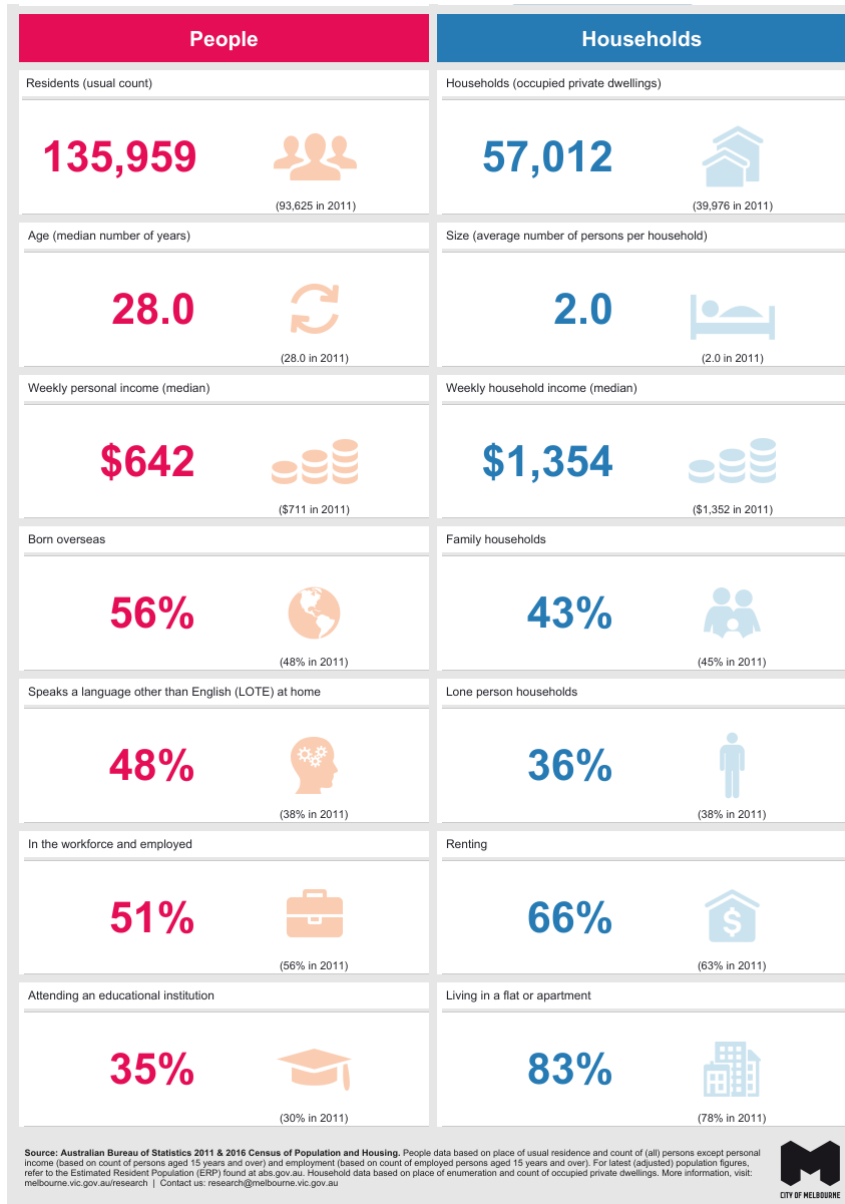 People
Households
Residents (usual count)
Households (occupied private dwellings)
135,959
57,012
(93,625 in 2011)
(39,976 in 2011)
Age (median number of years)
Size (average number of persons per household)
28.0
2.0
(28.0 in 2011)
(2.0 in 2011)
Weekly personal income (median)
Weekly household income (median)
$642
$1,354
($711 in 2011)
($1,352 in 2011)
Born overseas
Family households
56%
43%
(48% in 2011)
(45% in 2011)
Speaks a language other than English (LOTE) at home
Lone person households
48%
36%
(38% in 2011)
(38% in 2011)
In the workforce and employed
Renting
51%
66%
$
(56% in 2011)
(63% in 2011)
Attending an educational institution
Living in a flat or apartment
35%
83%
(30% in 2011)
(78% in 2011)
Source: Australian Bureau of Statistics 2011 & 2016 Census of Population and Housing. People data based on place of usual residence and count of (all) persons except personal
income (based on count of persons aged 15 years and over) and employment (based on count of employed persons aged 15 years and over). For latest (adjusted) population figures,
refer to the Estimated Resident Population (ERP) found at abs.gov.au. Household data based on place of enumeration and count of occupied private dwellings. More information, visit:
melbourne.vic.gov.au/research | Contact us: research@melbourne.vic.gov.au
CITY OF MELBOURNE